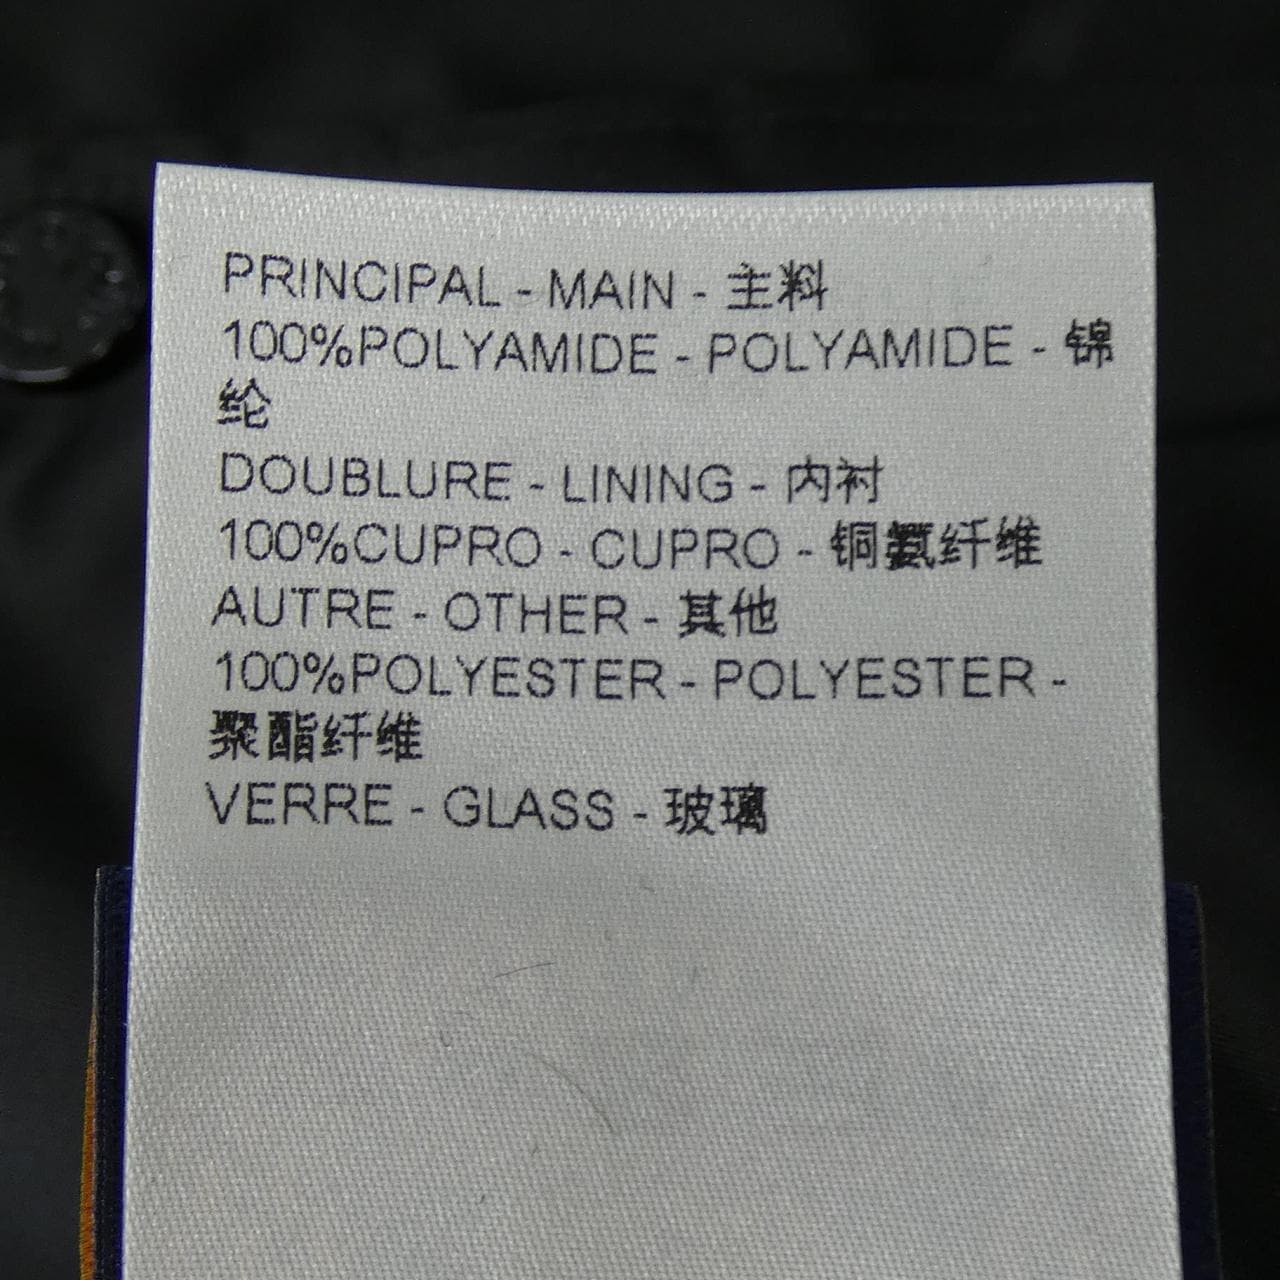 PRINCIPAL - MAIN - 主料
100%POLYAMIDE - POLYAMIDE - 锦
纶
DOUBLURE - LINING - 内衬
100%CUPRO - CUPRO - 铜氨纤维
AUTRE - OTHER - 其他
100%POLYESTER - POLYESTER -
聚酯纤维
VERRE - GLASS - 玻璃